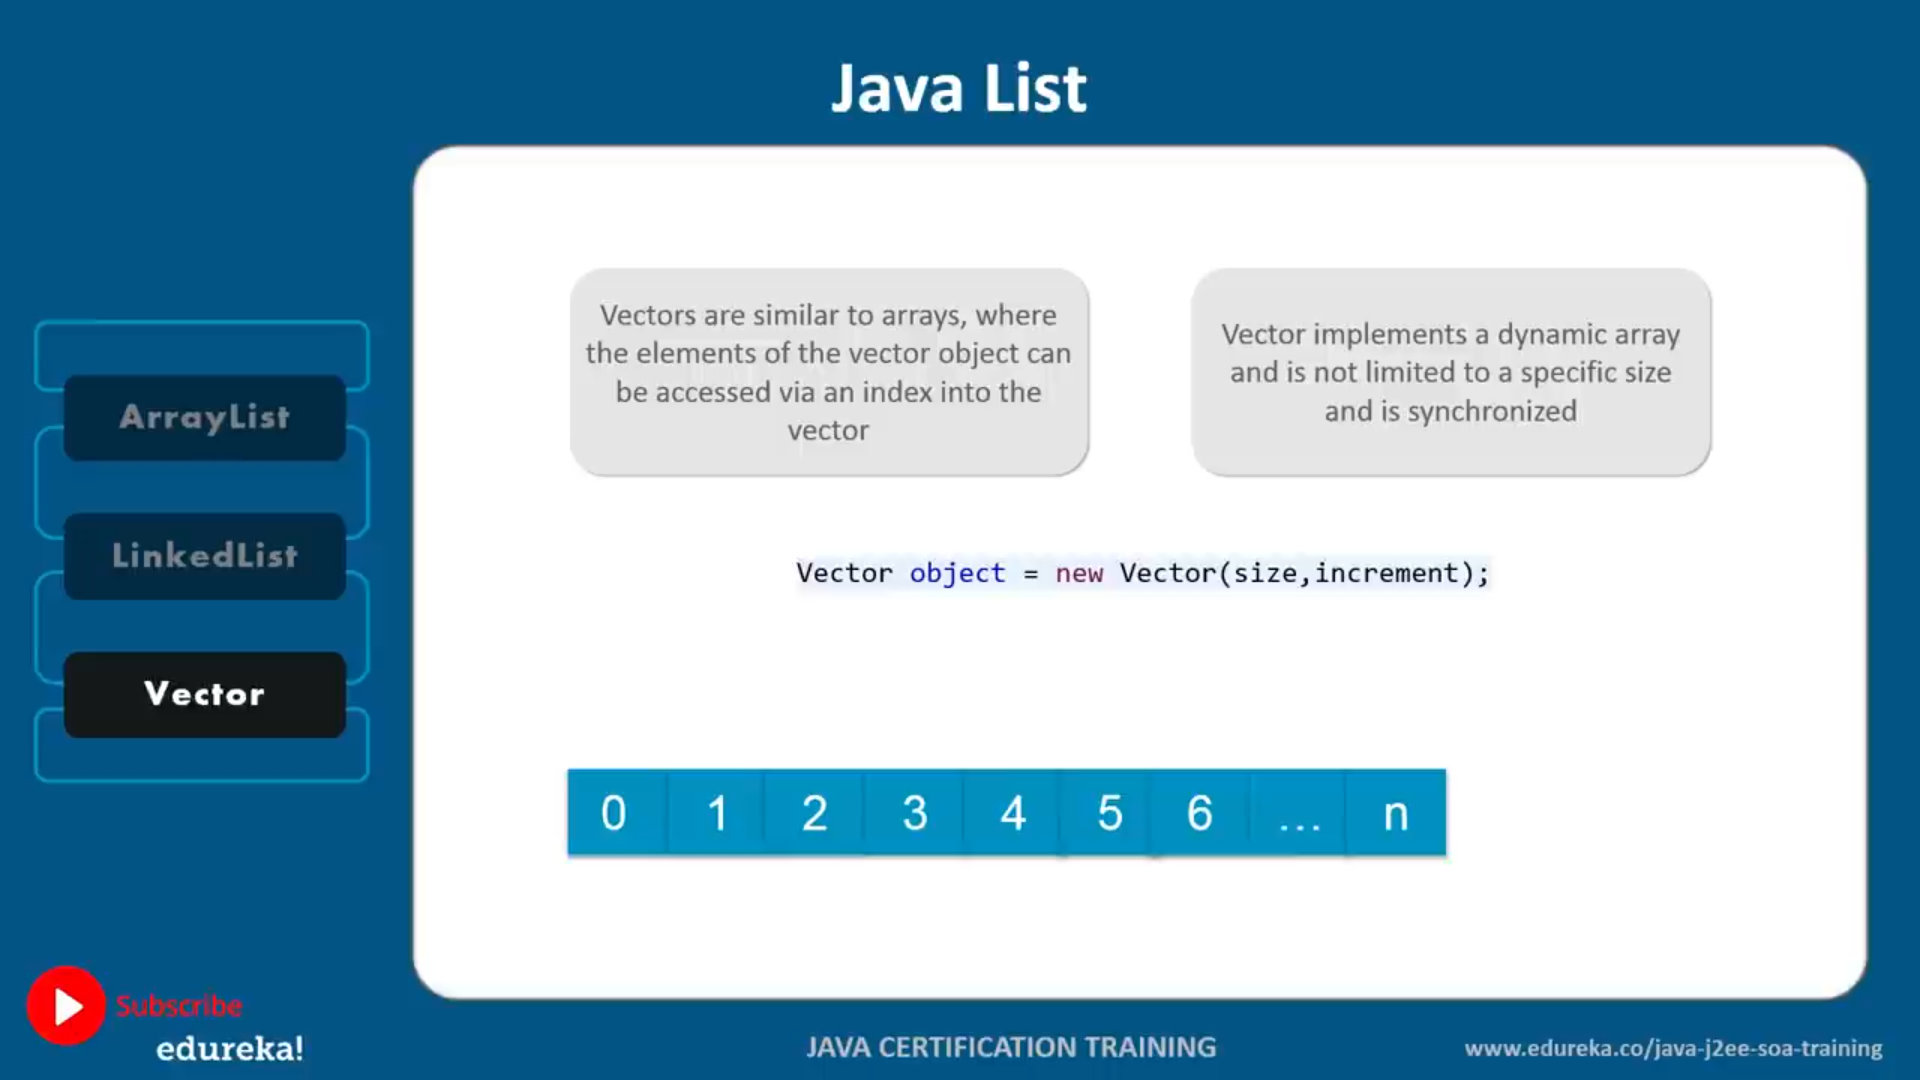 Java List
ArrayList
LinkedList
Vector
Vectors are similar to arrays, where
the elements of the vector object can
be accessed via an index into the
vector
Vector implements a dynamic array
and is not limited to a specific size
and is synchronized
Vector object = new Vector(size,increment);
0 1 2 3 4 5 6 ... n
Subscribe
edureka!
JAVA CERTIFICATION TRAINING
www.edureka.co/java-j2ee-soa-training